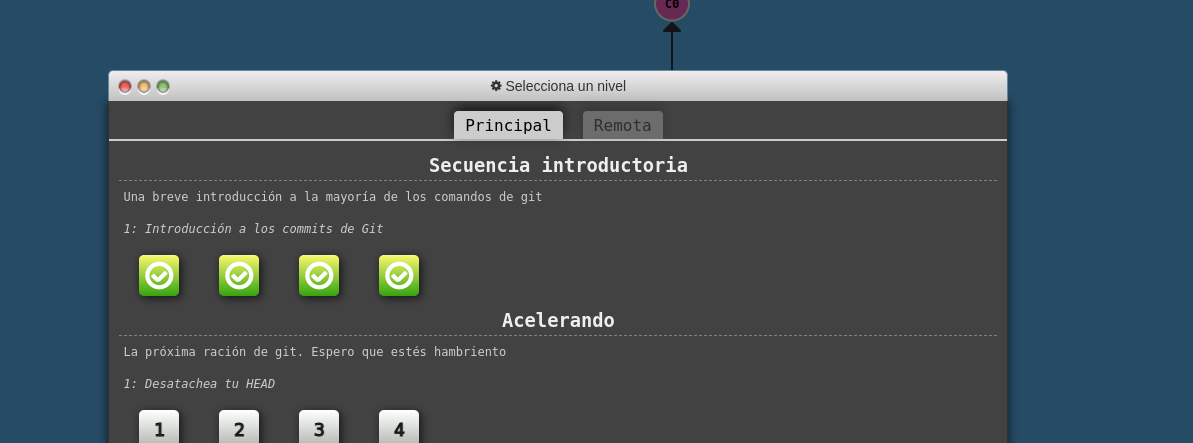 C0
Selecciona un nivel
Principal Remota
Secuencia introductoria
Una breve introducción a la mayoría de los comandos de git
1: Introducción a los commits de Git
Acelerando
La próxima ración de git. Espero que estés hambriento
1: Desatachea tu HEAD
1 2 3 4